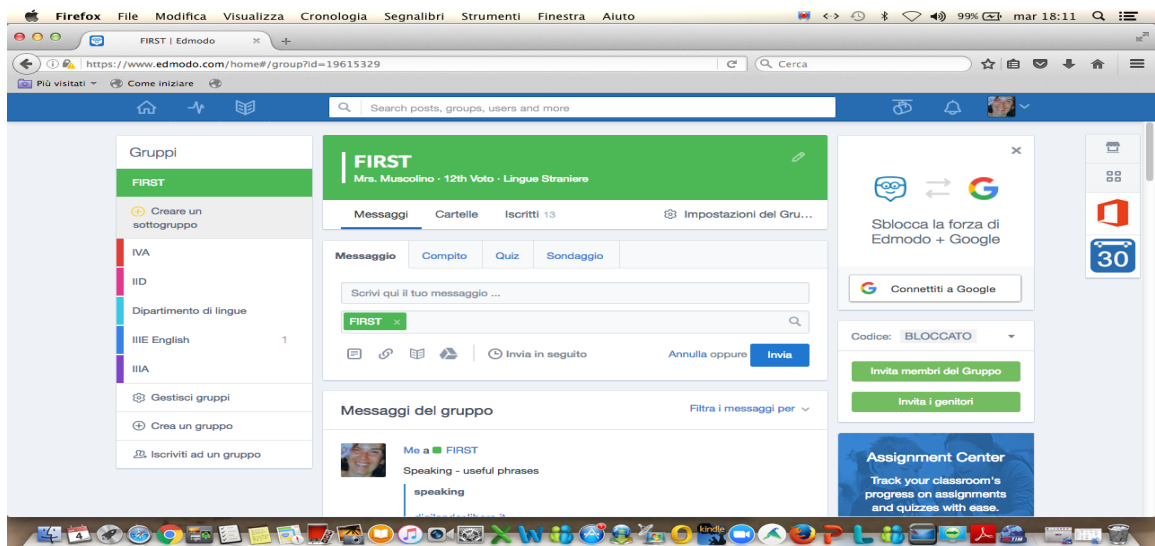 Firefox File Modifica Visualizza Cronologia Segnalibri Strumenti Finestra Aiuto 99% mar 18:11
FIRST | Edmodo
https://www.edmodo.com/home#/group?id=19615329
Cerca
Più visitati
Come iniziare
Search posts, groups, users and more
Gruppi
FIRST
Creare un
sottogruppo
IVA
IID
Dipartimento di lingue
IIIE English 1
IIIA
Gestisci gruppi
Crea un gruppo
Iscriviti ad un gruppo
FIRST
Mrs. Muscolino · 12th Voto · Lingue Straniere
Messaggi Cartelle Iscritti 13 Impostazioni del Gru...
Messaggio Compito Quiz Sondaggio
Scrivi qui il tuo messaggio ...
FIRST ×
Invia in seguito Annulla oppure Invia
Messaggi del gruppo Filtra i messaggi per
Me a FIRST
Speaking - useful phrases
speaking
Sblocca la forza di
Edmodo + Google
G Connettiti a Google
Codice: BLOCCATO
Invita membri del Gruppo
Invita i genitori
Assignment Center
Track your classroom's
progress on assignments
and quizzes with ease.
30
kindle
TIM